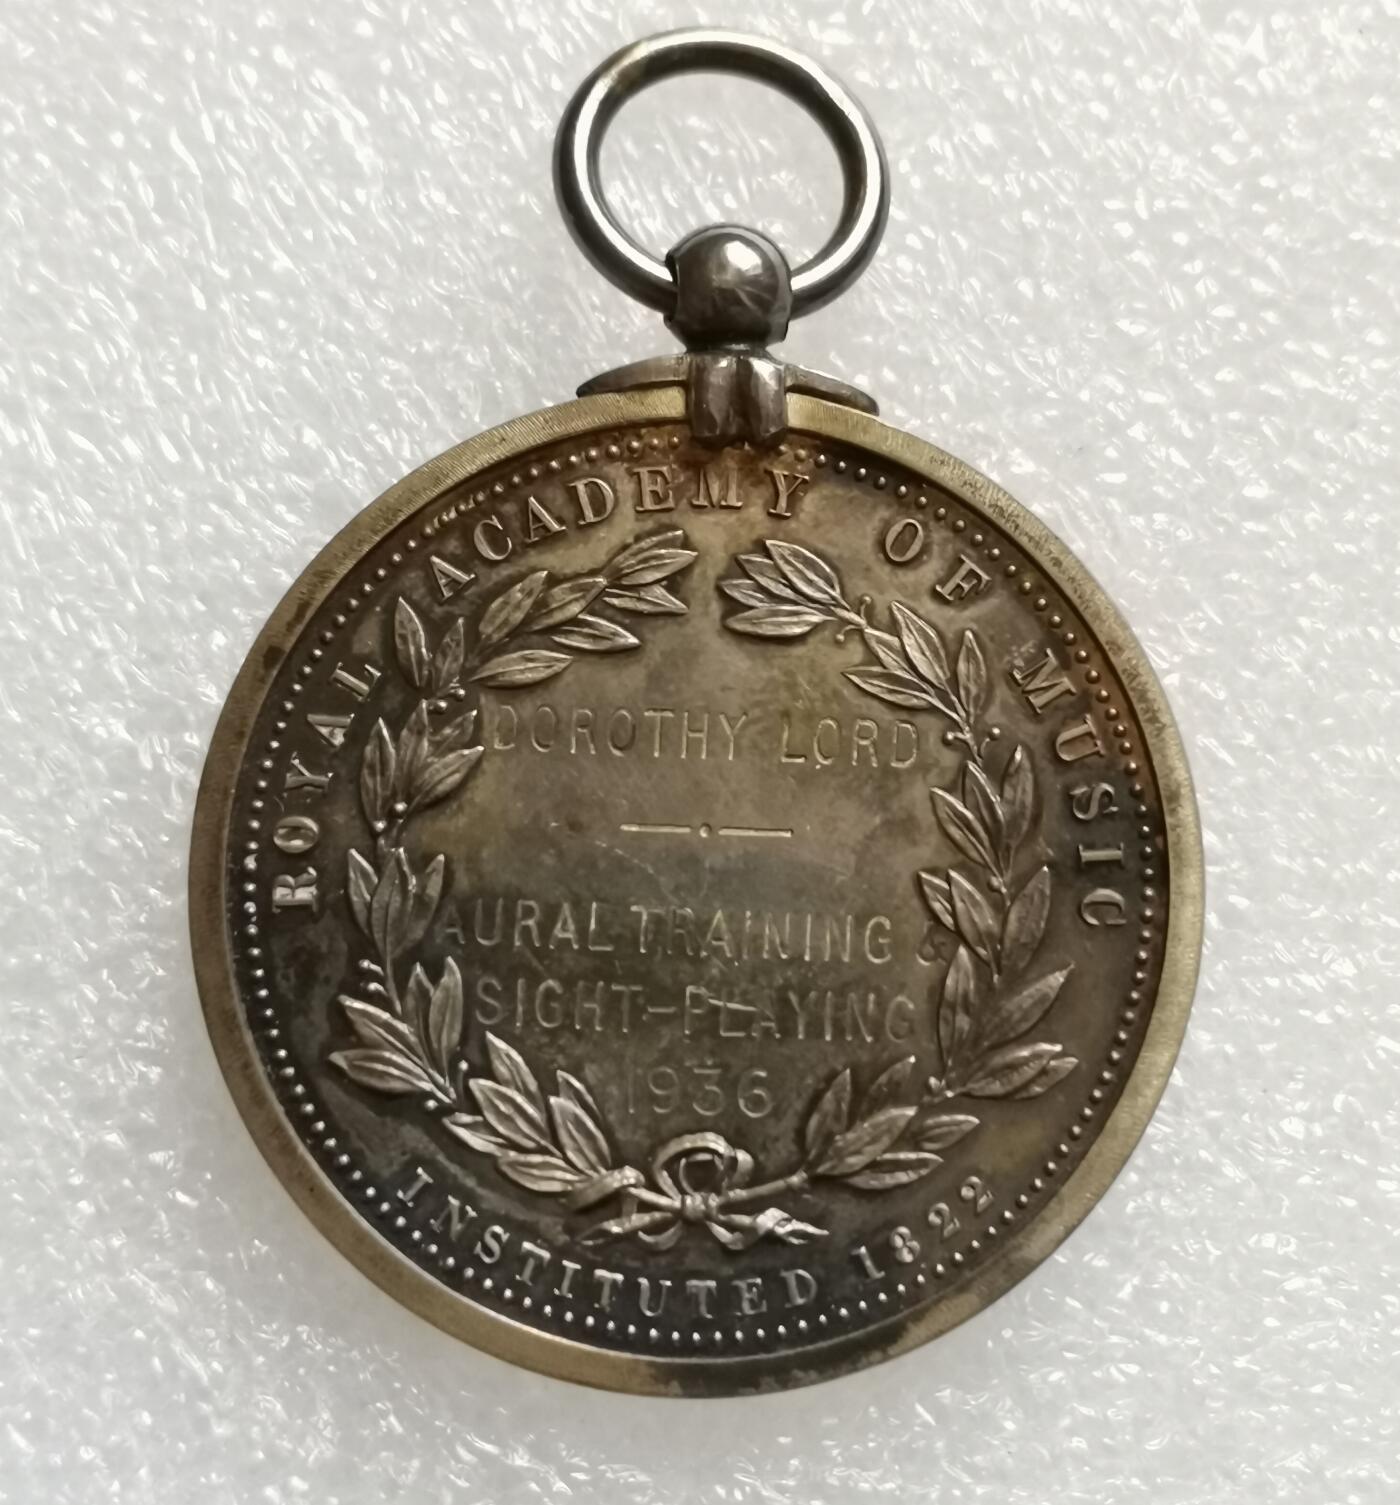 ROYAL ACADEMY OF MUSIC
DOROTHY LORD
AURAL TRAINING &
SIGHT-PLAYING
1936
INSTITUTED 1822